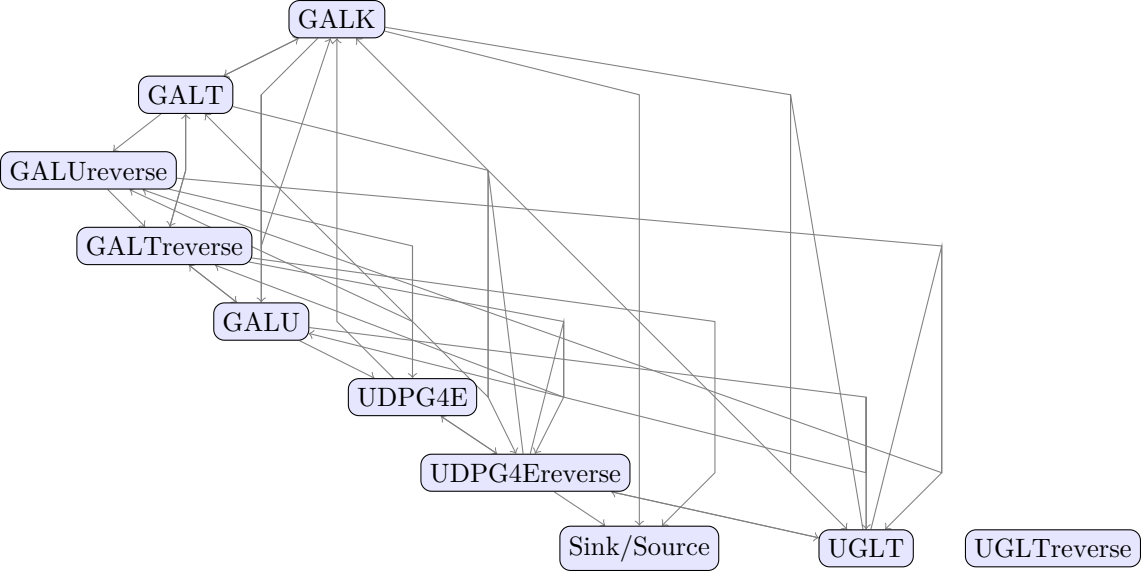 GALK
GALT
GALUreverse
GALTreverse
GALU
UDPG4E
UDPG4Ereverse
Sink/Source
UGLT
UGLTreverse